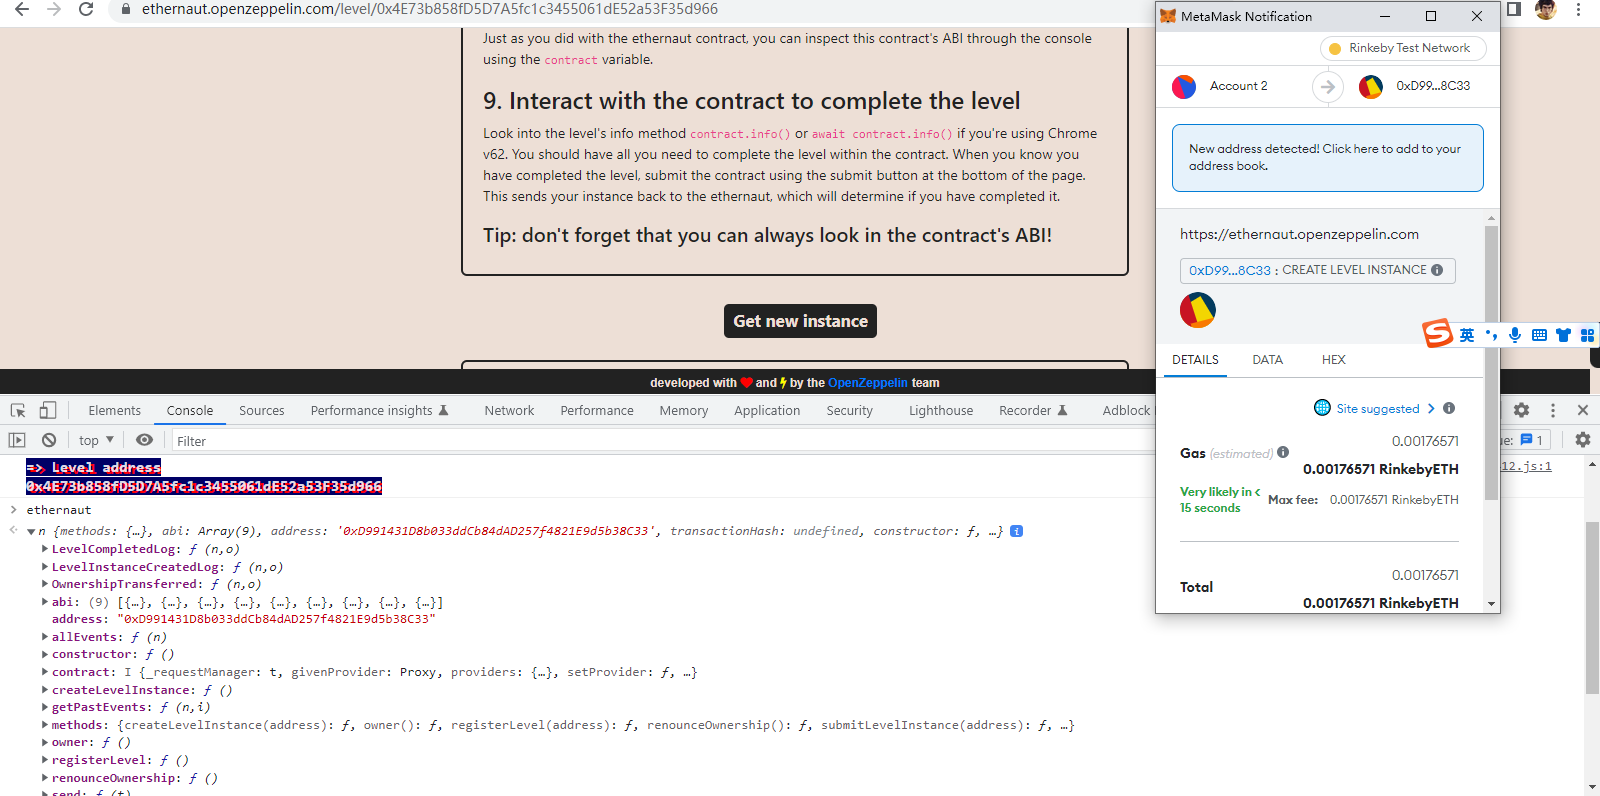 ethernaut.openzeppelin.com/level/0x4E73b858fD5D7A5fc1c3455061dE52a53F35d966
Just as you did with the ethernaut contract, you can inspect this contract's ABI through the console
using the contract variable.
9. Interact with the contract to complete the level
Look into the level's info method contract.info() or await contract.info() if you're using Chrome
v62. You should have all you need to complete the level within the contract. When you know you
have completed the level, submit the contract using the submit button at the bottom of the page.
This sends your instance back to the ethernaut, which will determine if you have completed it.
Tip: don't forget that you can always look in the contract's ABI!
Get new instance
developed with and by the OpenZeppelin team
MetaMask Notification
Rinkeby Test Network
Account 2
0xD99...8C33
New address detected! Click here to add to your
address book.
https://ethernaut.openzeppelin.com
0xD99...8C33 : CREATE LEVEL INSTANCE
英
DETAILS DATA HEX
Site suggested
0.00176571
Gas (estimated)
0.00176571 RinkebyETH
Very likely in <
15 seconds
Max fee: 0.00176571 RinkebyETH
0.00176571
Total
0.00176571 RinkebyETH
Elements Console Sources Performance insights Network Performance Memory Application Security Lighthouse Recorder Adblock
top Filter
ue: 1
=> Level address
12.js:1
0x4E73b858fD5D7A5fc1c3455061dE52a53F35d966
ethernaut
n {methods: {…}, abi: Array(9), address: '0xD991431D8b033ddCb84dAD257f4821E9d5b38C33', transactionHash: undefined, constructor: ƒ, …}
LevelCompletedLog: ƒ (n,o)
LevelInstanceCreatedLog: ƒ (n,o)
OwnershipTransferred: ƒ (n,o)
abi: (9) [{…}, {…}, {…}, {…}, {…}, {…}, {…}, {…}, {…}]
address: "0xD991431D8b033ddCb84dAD257f4821E9d5b38C33"
allEvents: ƒ (n)
constructor: ƒ ()
contract: I {_requestManager: t, givenProvider: Proxy, providers: {…}, setProvider: ƒ, …}
createLevelInstance: ƒ ()
getPastEvents: ƒ (n,i)
methods: {createLevelInstance(address): ƒ, owner(): ƒ, registerLevel(address): ƒ, renounceOwnership(): ƒ, submitLevelInstance(address): ƒ, …}
owner: ƒ ()
registerLevel: ƒ ()
renounceOwnership: ƒ ()
send: ƒ (t)